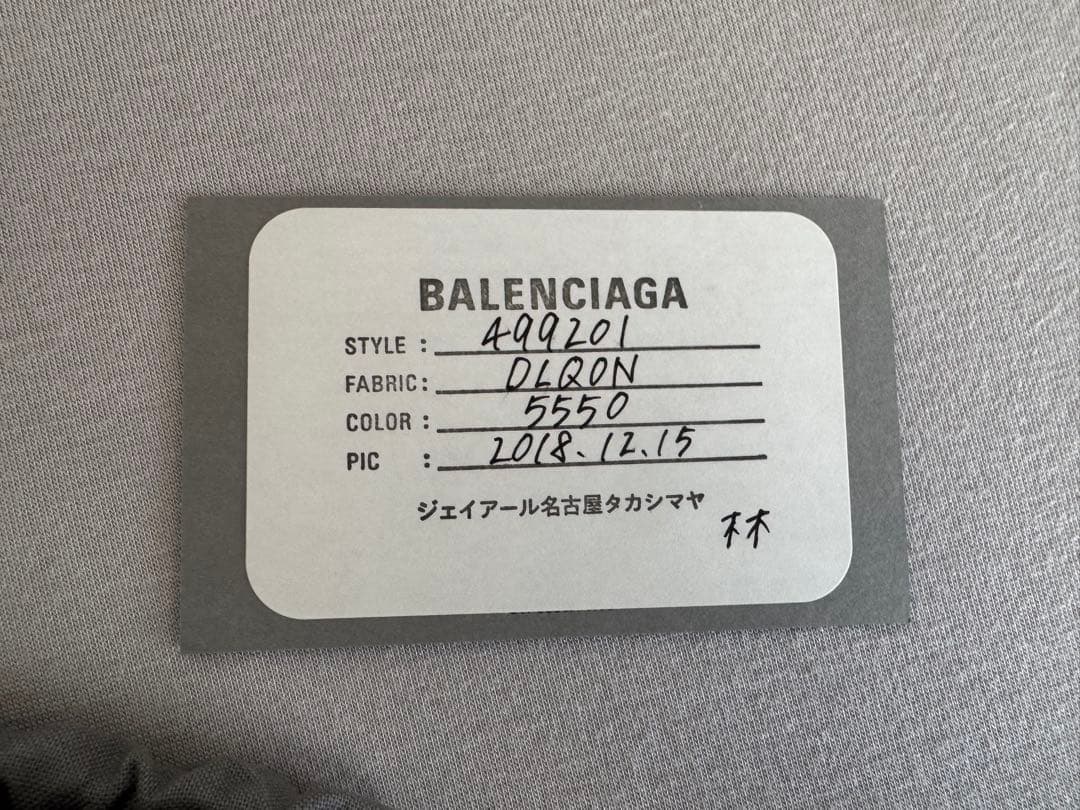 BALENCIAGA
STYLE : 499201
FABRIC: DLQ0N
COLOR : 5550
PIC : 2018.12.15
ジェイアール名古屋タカシマヤ
林